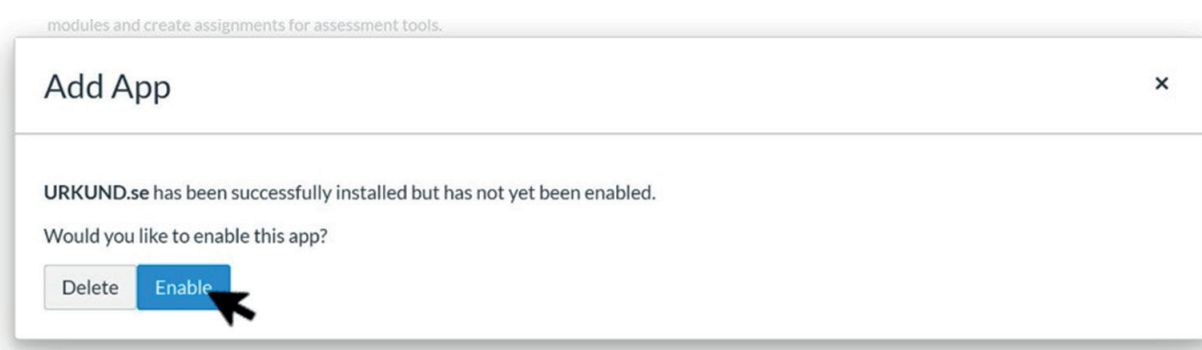 modules and create assignments for assessment tools.
Add App
×
URKUND.se has been successfully installed but has not yet been enabled.
Would you like to enable this app?
Delete Enable